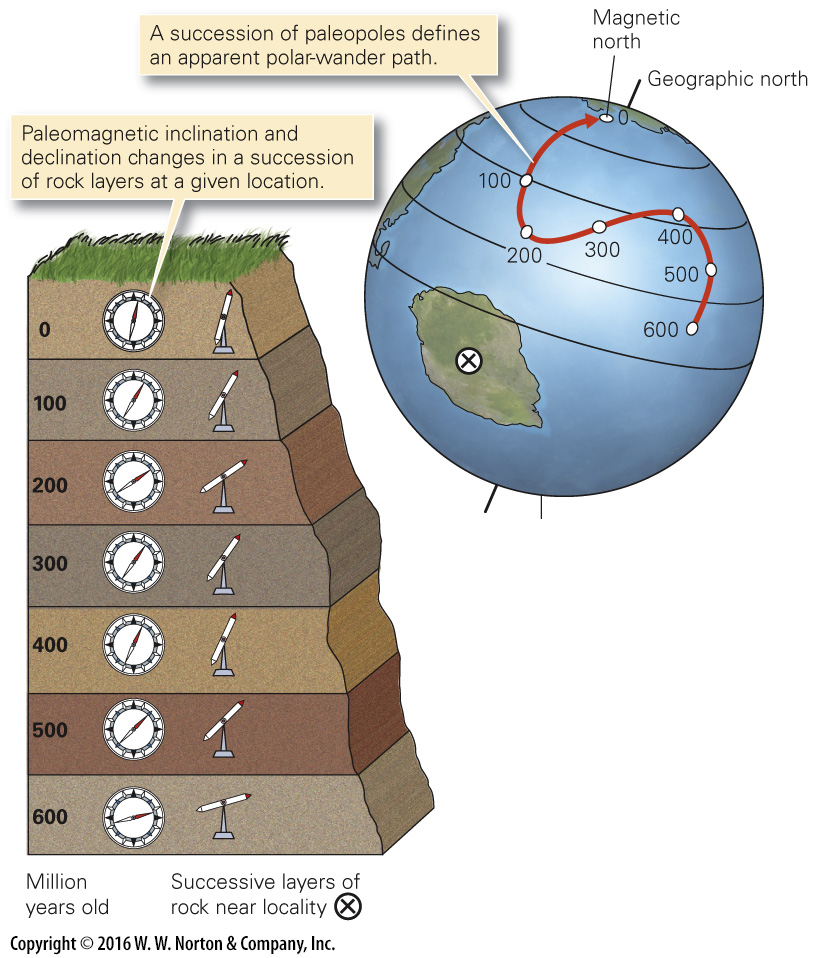 A succession of paleopoles defines
an apparent polar-wander path.
Magnetic
north
Geographic north
Paleomagnetic inclination and
declination changes in a succession
of rock layers at a given location.
0
100
200
300
400
500
600
0
100
200
300
400
500
600
Million
years old
Successive layers of
rock near locality
Copyright © 2016 W. W. Norton & Company, Inc.